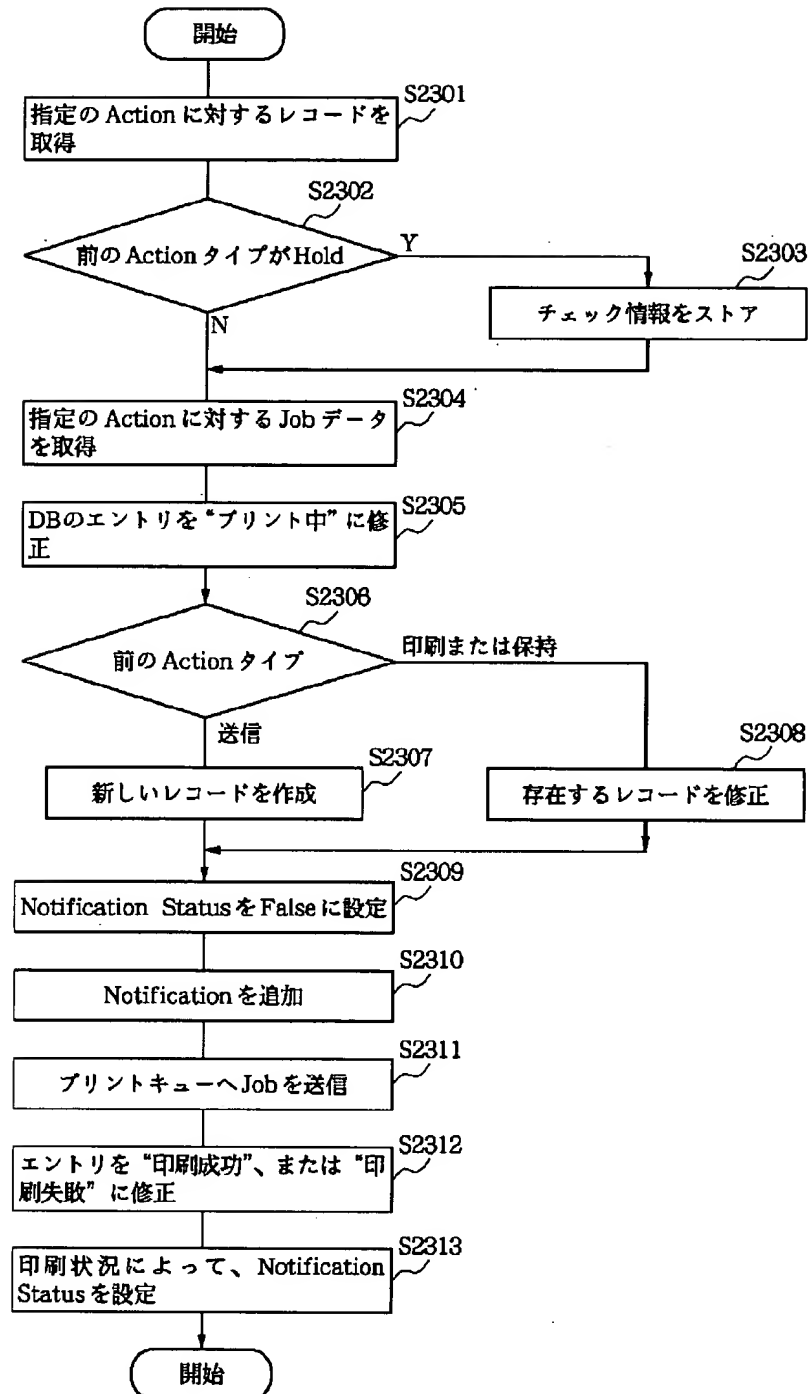 開始
S2301
指定のActionに対するレコードを
取得
S2302
前のActionタイプがHold
Y
N
S2303
チェック情報をストア
S2304
指定のActionに対するJobデータ
を取得
S2305
DBのエントリを“プリント中”に修
正
S2306
前のActionタイプ
印刷または保持
送信
S2307
新しいレコードを作成
S2308
存在するレコードを修正
S2309
Notification StatusをFalseに設定
S2310
Notificationを追加
S2311
プリントキューへJobを送信
S2312
エントリを“印刷成功”、または“印
刷失敗”に修正
S2313
印刷状況によって、Notification
Statusを設定
開始